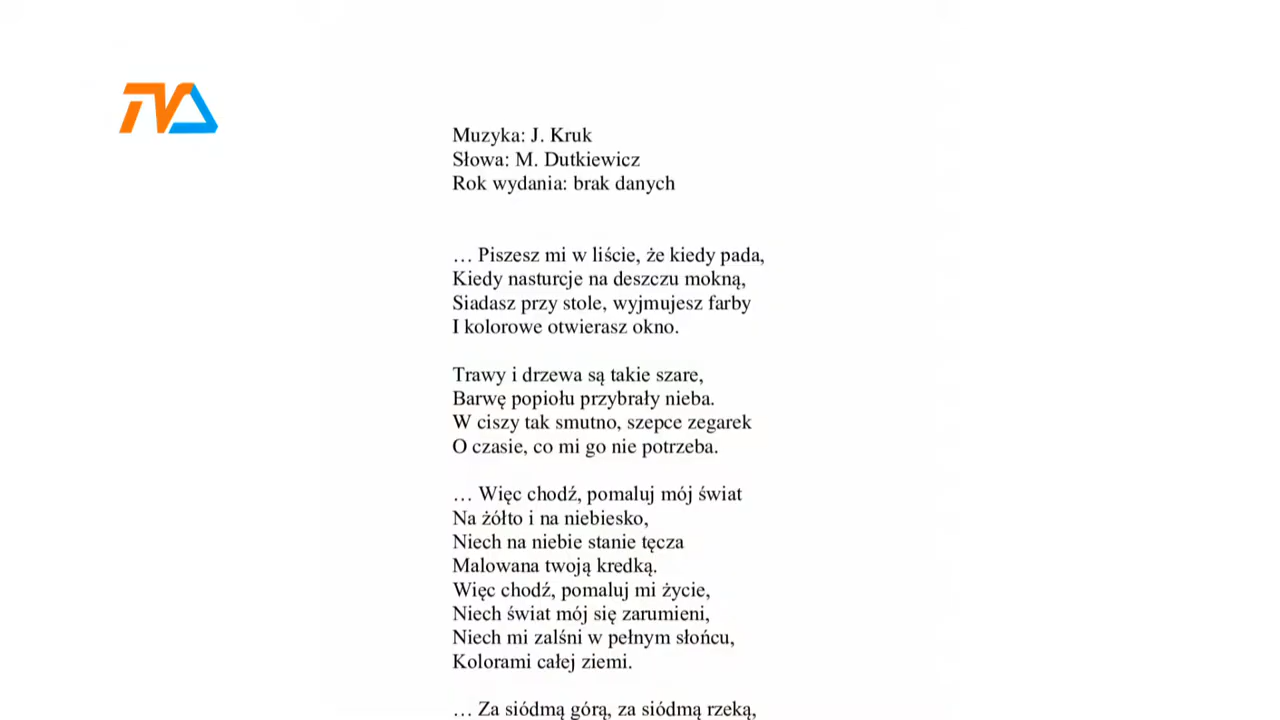 TVA
Muzyka: J. Kruk
Słowa: M. Dutkiewicz
Rok wydania: brak danych
… Piszesz mi w liście, że kiedy pada,
Kiedy nasturcje na deszczu mokną,
Siadasz przy stole, wyjmujesz farby
I kolorowe otwierasz okno.
Trawy i drzewa są takie szare,
Barwę popiołu przybrały nieba.
W ciszy tak smutno, szepce zegarek
O czasie, co mi go nie potrzeba.
… Więc chodź, pomaluj mój świat
Na żółto i na niebiesko,
Niech na niebie stanie tęcza
Malowana twoją kredką.
Więc chodź, pomaluj mi życie,
Niech świat mój się zarumieni,
Niech mi zalśni w pełnym słońcu,
Kolorami całej ziemi.
… Za siódmą górą, za siódmą rzeką,